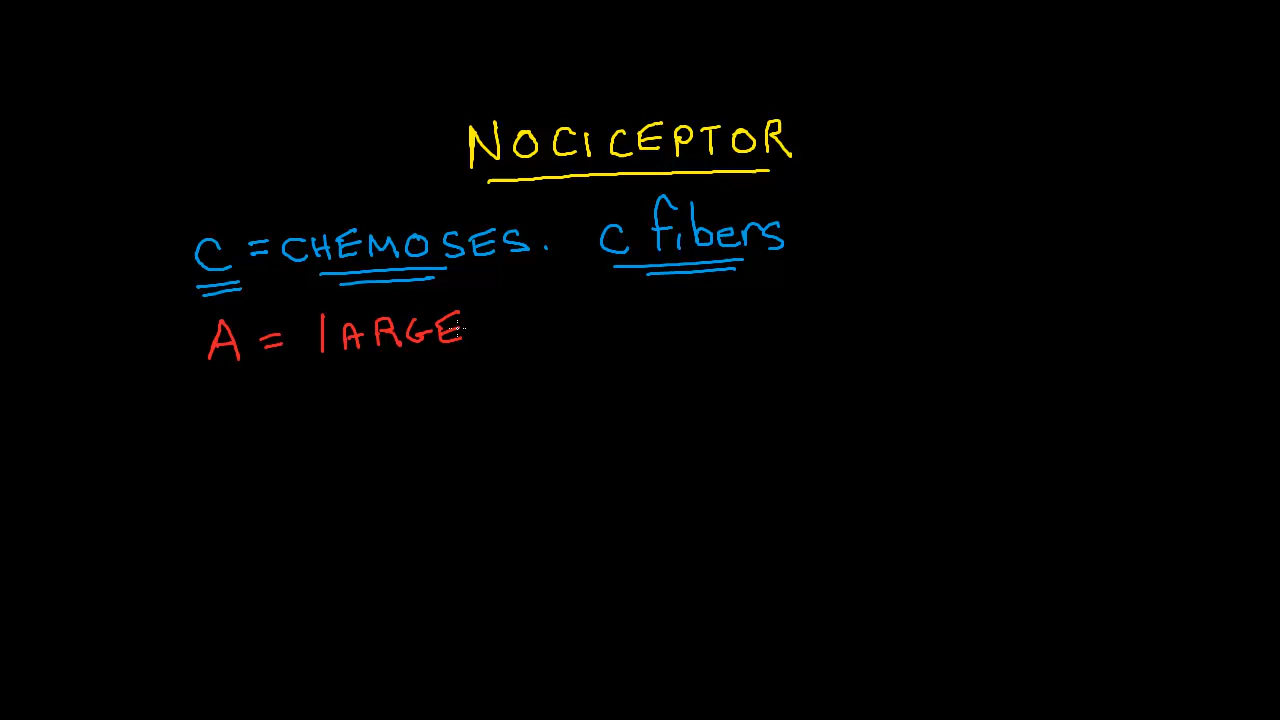 NOCICEPTOR
C = CHEMOSES. C fibers
A = lARGE